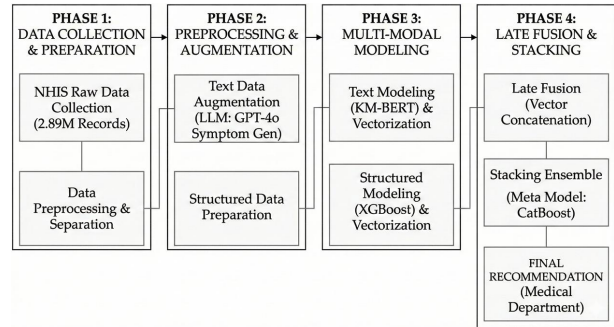 PHASE 1:
DATA COLLECTION
& PREPARATION
NHIS Raw Data
Collection
(2.89M Records)
Data
Preprocessing &
Separation
PHASE 2:
PREPROCESSING &
AUGMENTATION
Text Data
Augmentation
(LLM: GPT-4o
Symptom Gen)
Structured Data
Preparation
PHASE 3:
MULTI-MODAL
MODELING
Text Modeling
(KM-BERT) &
Vectorization
Structured
Modeling
(XGBoost) &
Vectorization
PHASE 4:
LATE FUSION &
STACKING
Late Fusion
(Vector
Concatenation)
Stacking Ensemble
(Meta Model:
CatBoost)
FINAL
RECOMMENDATION
(Medical
Department)